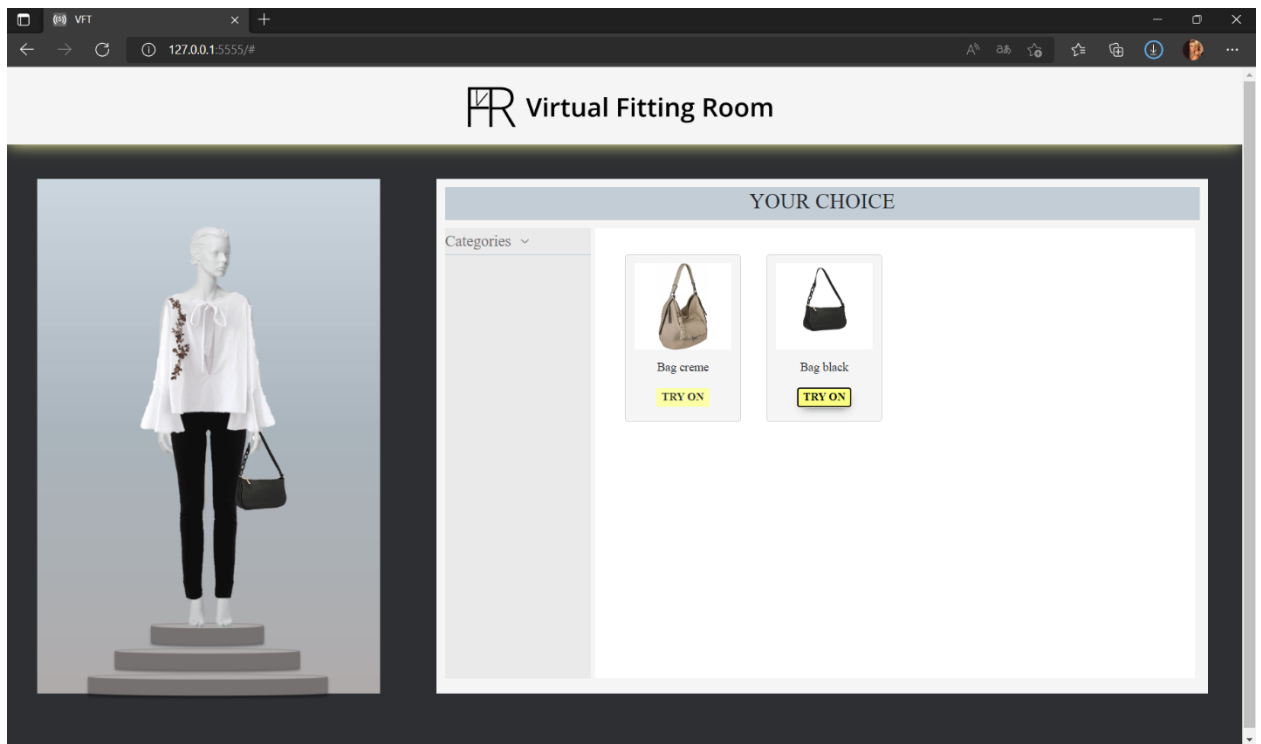 VFT
127.0.0.1:5555/#
VFR Virtual Fitting Room
YOUR CHOICE
Categories
Bag creme
Bag black
TRY ON
TRY ON